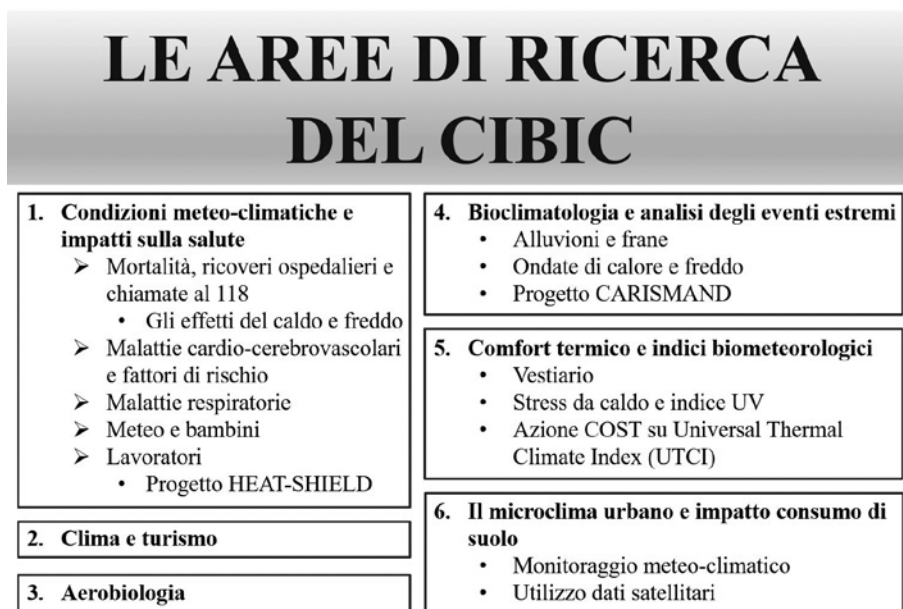 LE AREE DI RICERCA
DEL CIBIC
1. Condizioni meteo-climatiche e
impatti sulla salute
➢ Mortalità, ricoveri ospedalieri e
chiamate al 118
• Gli effetti del caldo e freddo
➢ Malattie cardio-cerebrovascolari
e fattori di rischio
➢ Malattie respiratorie
➢ Meteo e bambini
➢ Lavoratori
• Progetto HEAT-SHIELD
2. Clima e turismo
3. Aerobiologia
4. Bioclimatologia e analisi degli eventi estremi
• Alluvioni e frane
• Ondate di calore e freddo
• Progetto CARISMAND
5. Comfort termico e indici biometeorologici
• Vestiario
• Stress da caldo e indice UV
• Azione COST su Universal Thermal
Climate Index (UTCI)
6. Il microclima urbano e impatto consumo di
suolo
• Monitoraggio meteo-climatico
• Utilizzo dati satellitari